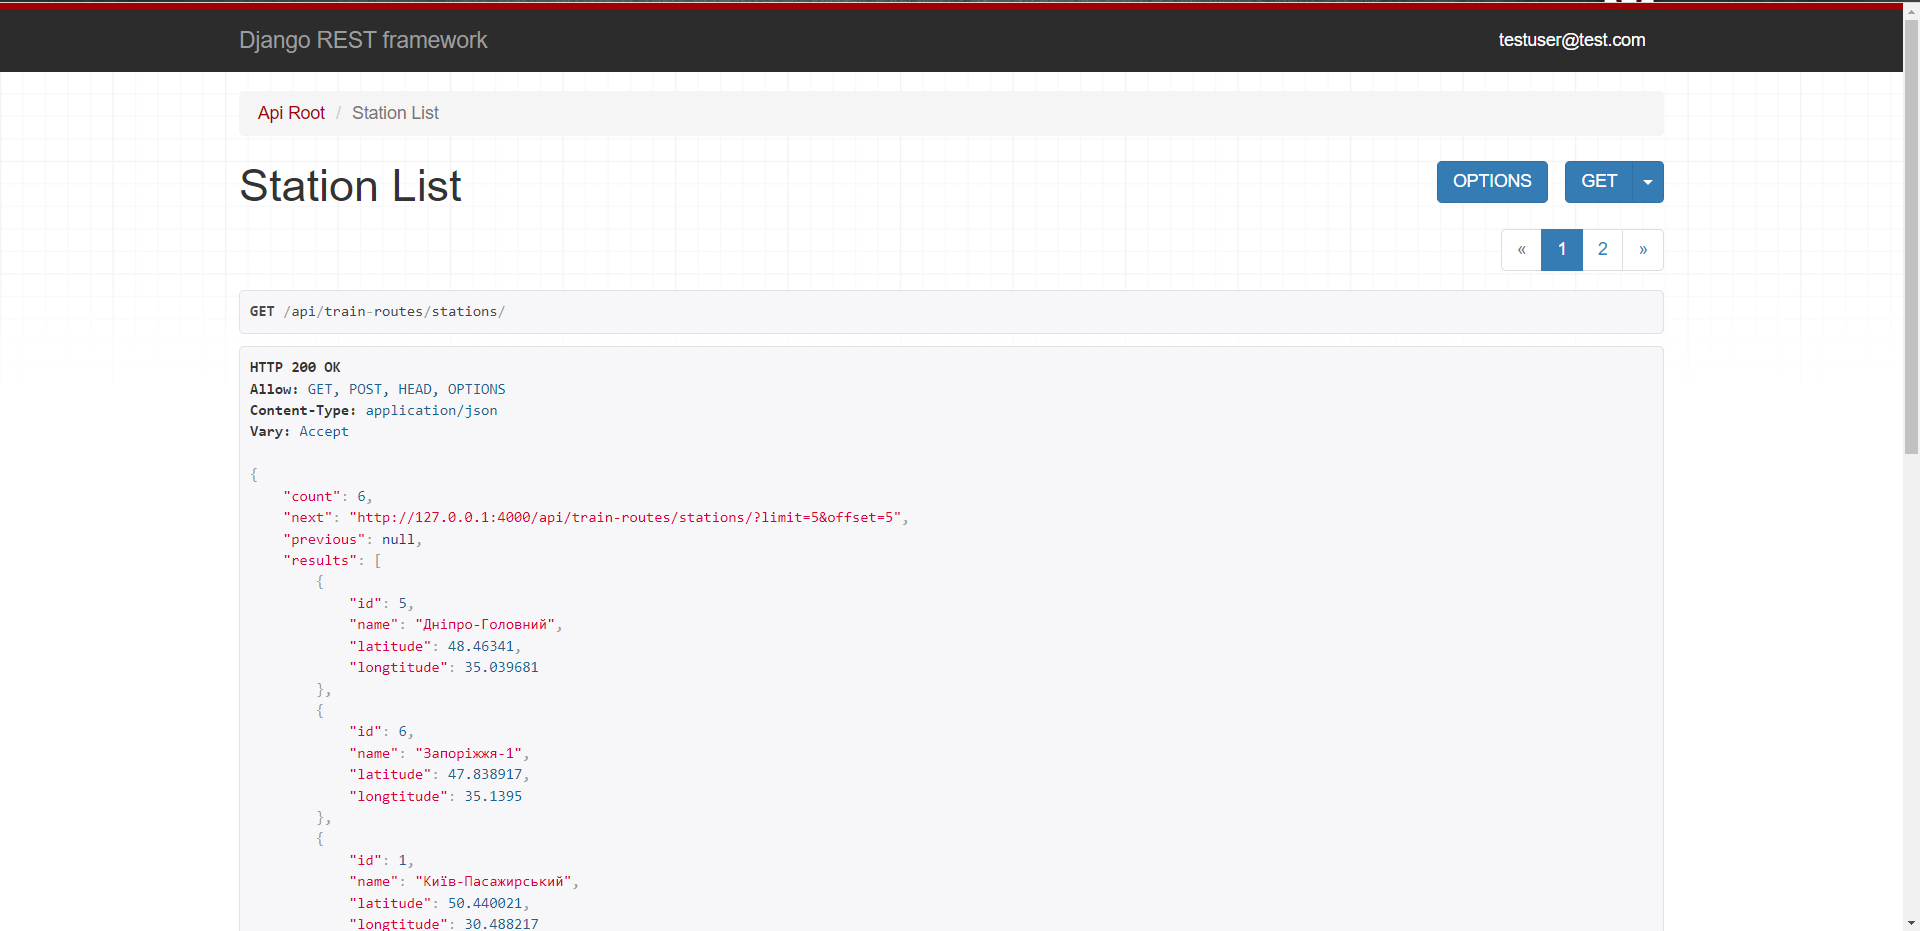 Django REST framework
testuser@test.com
Api Root / Station List
Station List
OPTIONS
GET
« 1 2 »
GET /api/train-routes/stations/
HTTP 200 OK
Allow: GET, POST, HEAD, OPTIONS
Content-Type: application/json
Vary: Accept
{
"count": 6,
"next": "http://127.0.0.1:4000/api/train-routes/stations/?limit=5&offset=5",
"previous": null,
"results": [
{
"id": 5,
"name": "Дніпро-Головний",
"latitude": 48.46341,
"longtitude": 35.039681
},
{
"id": 6,
"name": "Запоріжжя-1",
"latitude": 47.838917,
"longtitude": 35.1395
},
{
"id": 1,
"name": "Київ-Пасажирський",
"latitude": 50.440021,
"longtitude": 30.488217